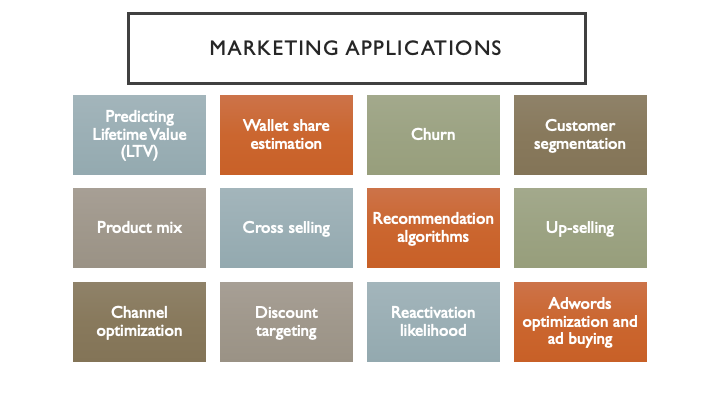 MARKETING APPLICATIONS
Predicting
Lifetime Value
(LTV)
Wallet share
estimation
Churn
Customer
segmentation
Product mix
Cross selling
Recommendation
algorithms
Up-selling
Channel
optimization
Discount
targeting
Reactivation
likelihood
Adwords
optimization and
ad buying